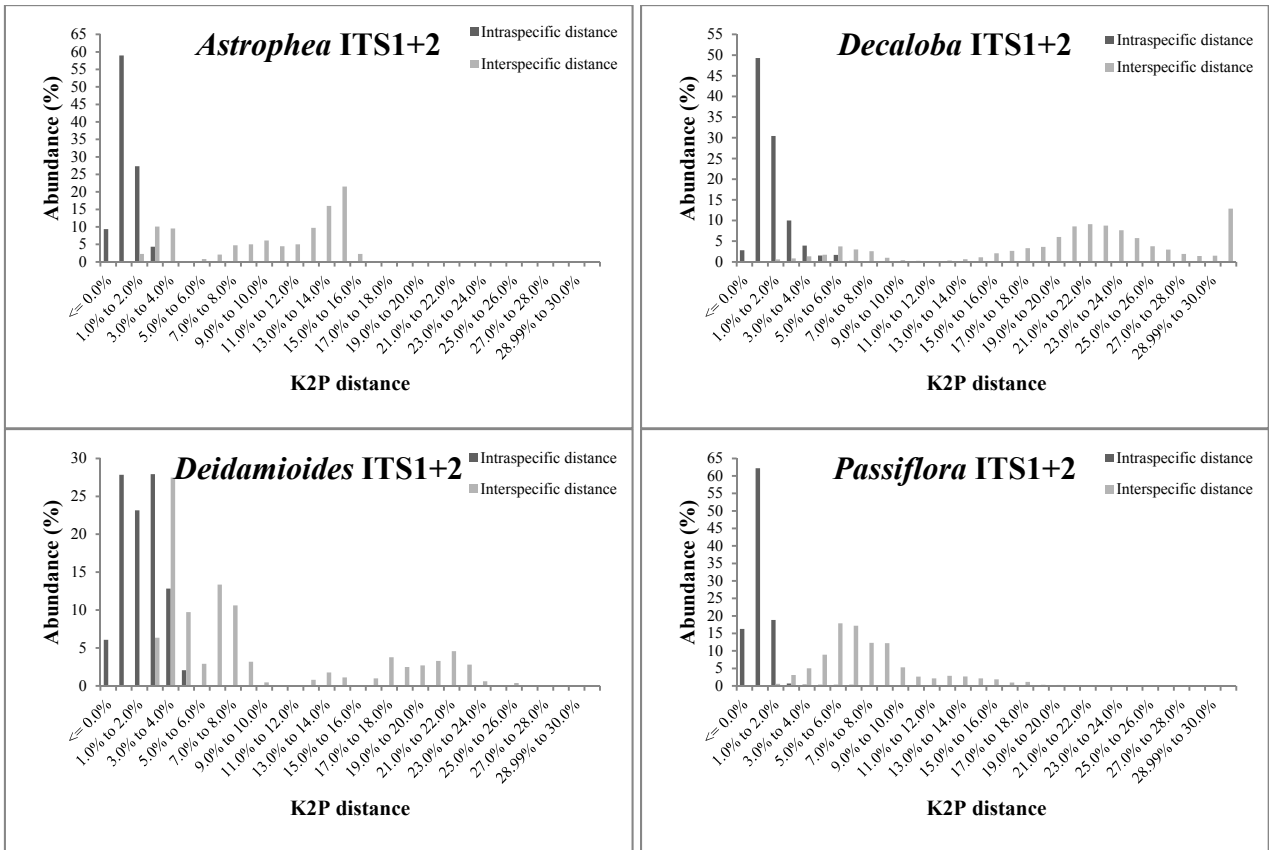 Astrophea ITS1+2
Intraspecific distance
Interspecific distance
Abundance (%)
65
60
55
50
45
40
35
30
25
20
15
10
5
0
<= 0.0%
1.0% to 2.0%
3.0% to 4.0%
5.0% to 6.0%
7.0% to 8.0%
9.0% to 10.0%
11.0% to 12.0%
13.0% to 14.0%
15.0% to 16.0%
17.0% to 18.0%
19.0% to 20.0%
21.0% to 22.0%
23.0% to 24.0%
25.0% to 26.0%
27.0% to 28.0%
28.99% to 30.0%
K2P distance
Decaloba ITS1+2
Intraspecific distance
Interspecific distance
Abundance (%)
55
50
45
40
35
30
25
20
15
10
5
0
<= 0.0%
1.0% to 2.0%
3.0% to 4.0%
5.0% to 6.0%
7.0% to 8.0%
9.0% to 10.0%
11.0% to 12.0%
13.0% to 14.0%
15.0% to 16.0%
17.0% to 18.0%
19.0% to 20.0%
21.0% to 22.0%
23.0% to 24.0%
25.0% to 26.0%
27.0% to 28.0%
28.99% to 30.0%
K2P distance
Deidamioides ITS1+2
Intraspecific distance
Interspecific distance
Abundance (%)
30
25
20
15
10
5
0
<= 0.0%
1.0% to 2.0%
3.0% to 4.0%
5.0% to 6.0%
7.0% to 8.0%
9.0% to 10.0%
11.0% to 12.0%
13.0% to 14.0%
15.0% to 16.0%
17.0% to 18.0%
19.0% to 20.0%
21.0% to 22.0%
23.0% to 24.0%
25.0% to 26.0%
27.0% to 28.0%
28.99% to 30.0%
K2P distance
Passiflora ITS1+2
Intraspecific distance
Interspecific distance
Abundance (%)
65
60
55
50
45
40
35
30
25
20
15
10
5
0
<= 0.0%
1.0% to 2.0%
3.0% to 4.0%
5.0% to 6.0%
7.0% to 8.0%
9.0% to 10.0%
11.0% to 12.0%
13.0% to 14.0%
15.0% to 16.0%
17.0% to 18.0%
19.0% to 20.0%
21.0% to 22.0%
23.0% to 24.0%
25.0% to 26.0%
27.0% to 28.0%
28.99% to 30.0%
K2P distance